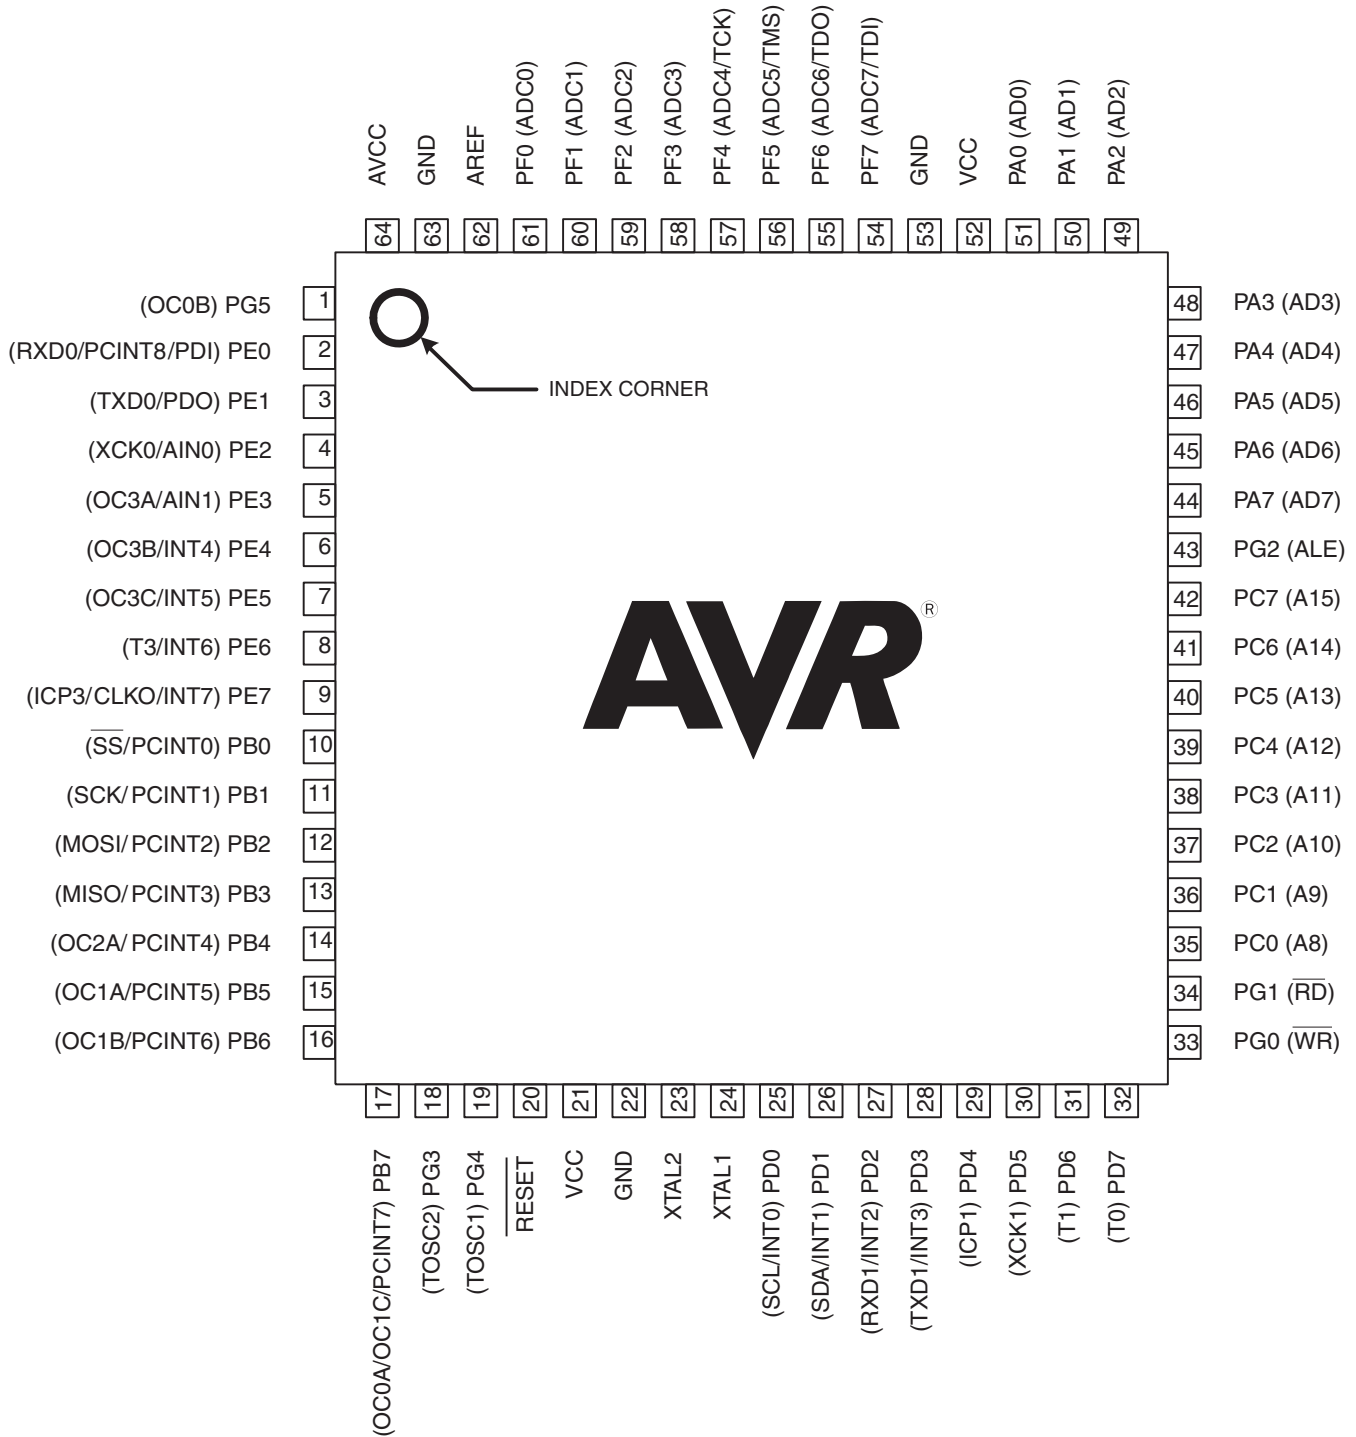 AVCC
GND
AREF
PF0 (ADC0)
PF1 (ADC1)
PF2 (ADC2)
PF3 (ADC3)
PF4 (ADC4/TCK)
PF5 (ADC5/TMS)
PF6 (ADC6/TDO)
PF7 (ADC7/TDI)
GND
VCC
PA0 (AD0)
PA1 (AD1)
PA2 (AD2)
64
63
62
61
60
59
58
57
56
55
54
53
52
51
50
49
(OC0B) PG5 1
(RXD0/PCINT8/PDI) PE0 2
(TXD0/PDO) PE1 3
(XCK0/AIN0) PE2 4
(OC3A/AIN1) PE3 5
(OC3B/INT4) PE4 6
(OC3C/INT5) PE5 7
(T3/INT6) PE6 8
(ICP3/CLKO/INT7) PE7 9
(SS/PCINT0) PB0 10
(SCK/ PCINT1) PB1 11
(MOSI/ PCINT2) PB2 12
(MISO/ PCINT3) PB3 13
(OC2A/ PCINT4) PB4 14
(OC1A/PCINT5) PB5 15
(OC1B/PCINT6) PB6 16
INDEX CORNER
AVR®
48 PA3 (AD3)
47 PA4 (AD4)
46 PA5 (AD5)
45 PA6 (AD6)
44 PA7 (AD7)
43 PG2 (ALE)
42 PC7 (A15)
41 PC6 (A14)
40 PC5 (A13)
39 PC4 (A12)
38 PC3 (A11)
37 PC2 (A10)
36 PC1 (A9)
35 PC0 (A8)
34 PG1 (RD)
33 PG0 (WR)
17
18
19
20
21
22
23
24
25
26
27
28
29
30
31
32
(OC0A/OC1C/PCINT7) PB7
(TOSC2) PG3
(TOSC1) PG4
RESET
VCC
GND
XTAL2
XTAL1
(SCL/INT0) PD0
(SDA/INT1) PD1
(RXD1/INT2) PD2
(TXD1/INT3) PD3
(ICP1) PD4
(XCK1) PD5
(T1) PD6
(T0) PD7